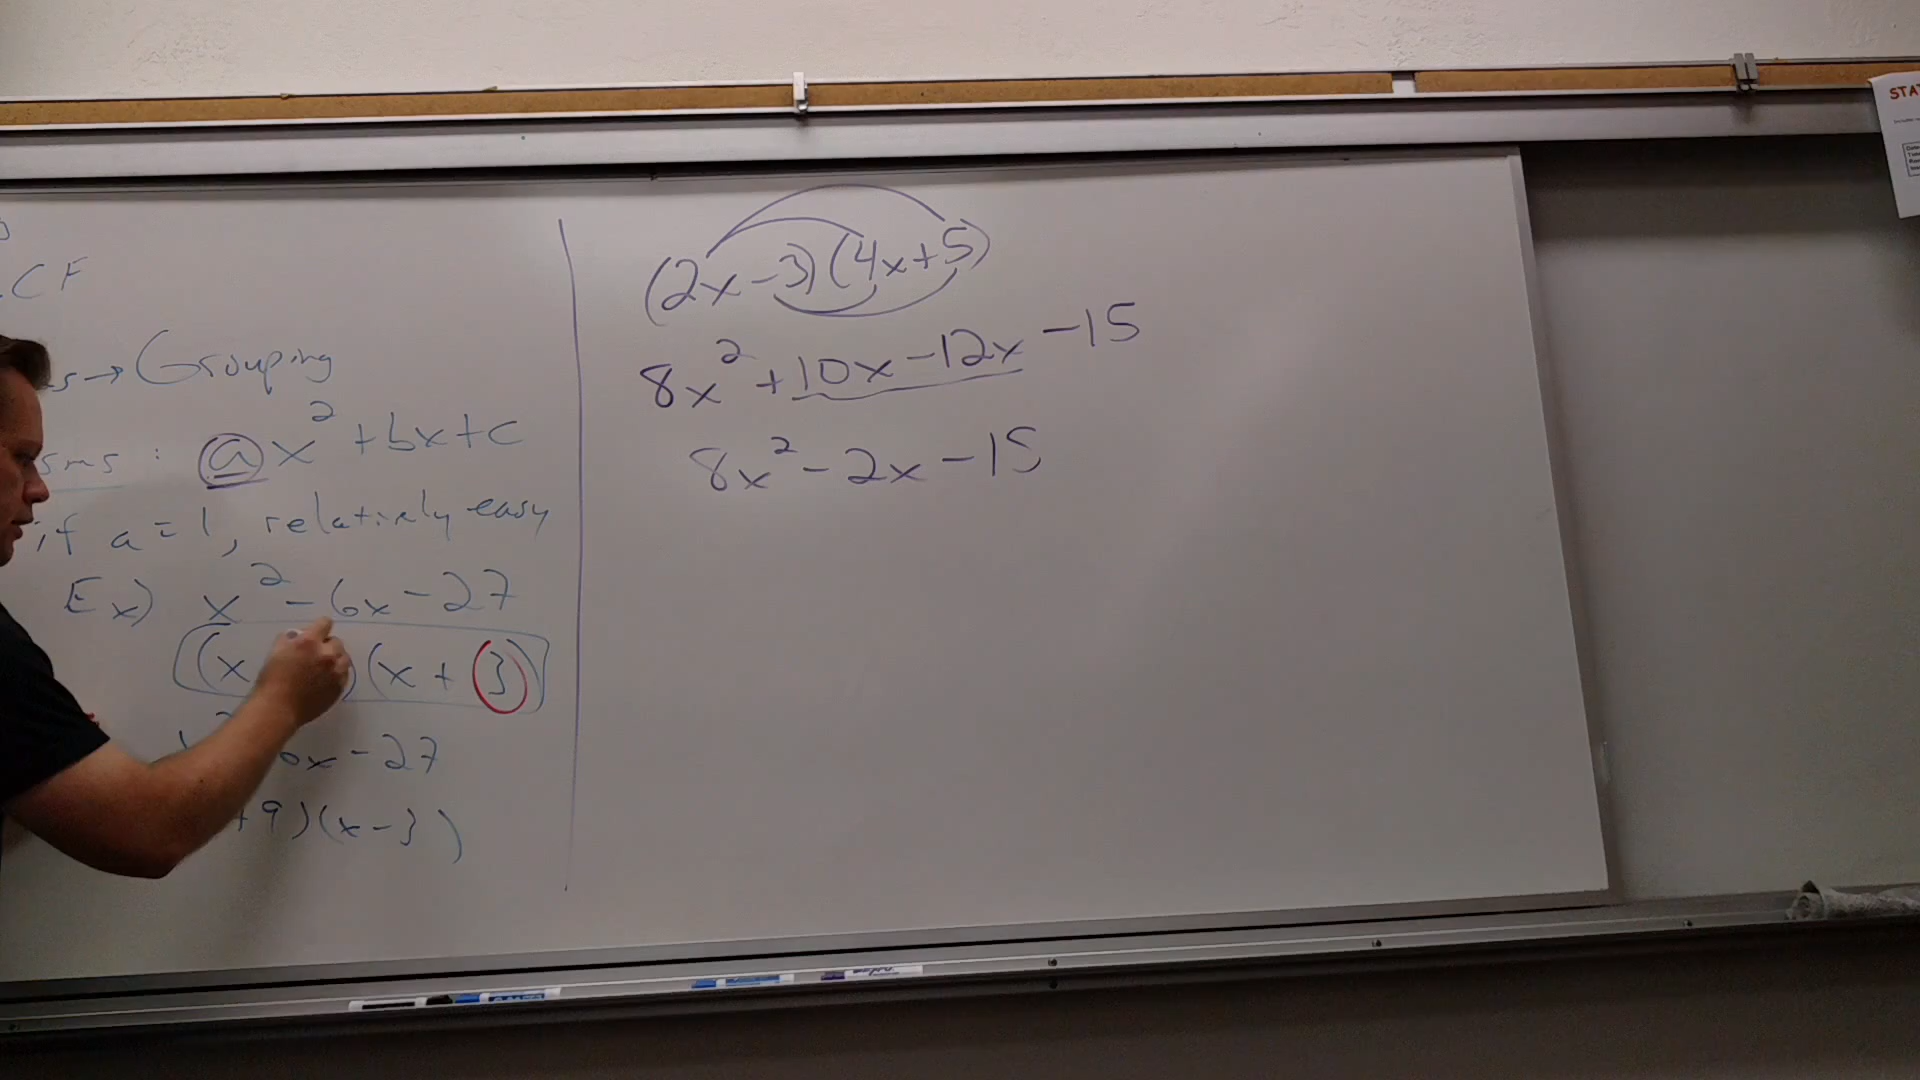 CF
→ Grouping
: ax² + bx + c
if a = 1, relatively easy
Ex) x² - 6x - 27
(x )(x + 3)
x - 27
+ 9)(x - 3)
(2x - 3)(4x + 5)
8x² + 10x - 12x - 15
8x² - 2x - 15
STA